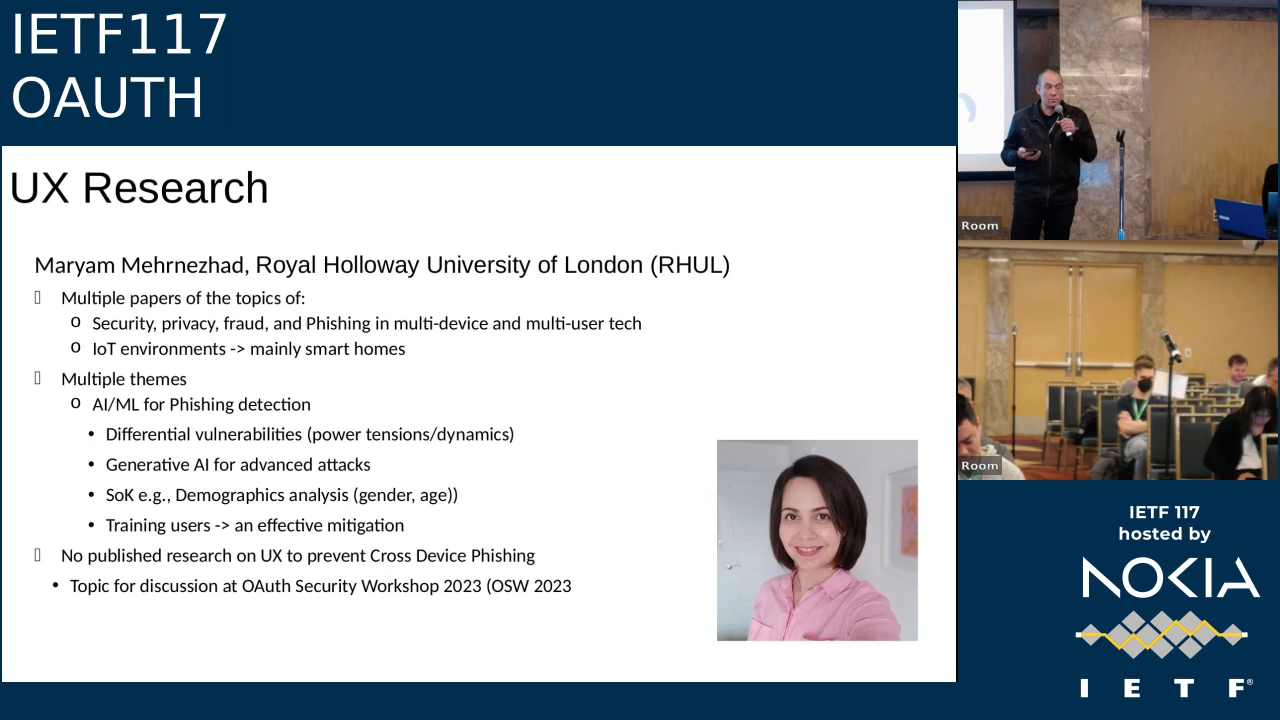 IETF117
OAUTH
UX Research
Maryam Mehrnezhad, Royal Holloway University of London (RHUL)
Multiple papers of the topics of:
o Security, privacy, fraud, and Phishing in multi-device and multi-user tech
o IoT environments -> mainly smart homes
Multiple themes
o AI/ML for Phishing detection
• Differential vulnerabilities (power tensions/dynamics)
• Generative AI for advanced attacks
• SoK e.g., Demographics analysis (gender, age))
• Training users -> an effective mitigation
No published research on UX to prevent Cross Device Phishing
• Topic for discussion at OAuth Security Workshop 2023 (OSW 2023
Room
Room
IETF 117
hosted by
NOKIA
I E T F®